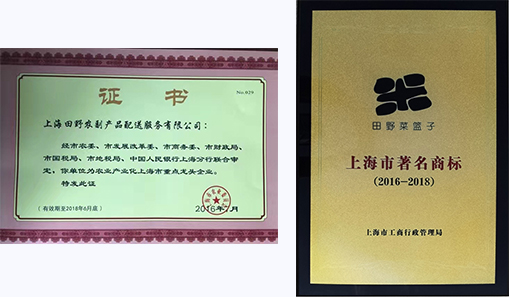 证书
No.929
上海田野农副产品配送服务有限公司：
经市农委、市发展改革委、市商务委、市财政局、
市国税局、市地税局、中国人民银行上海分行联合审
定，你单位为农业产业化上海市重点龙头企业。
特发此证
2016年7月
（有效期至2018年6月底）
田野菜篮子
上海市著名商标
(2016-2018)
上海市工商行政管理局